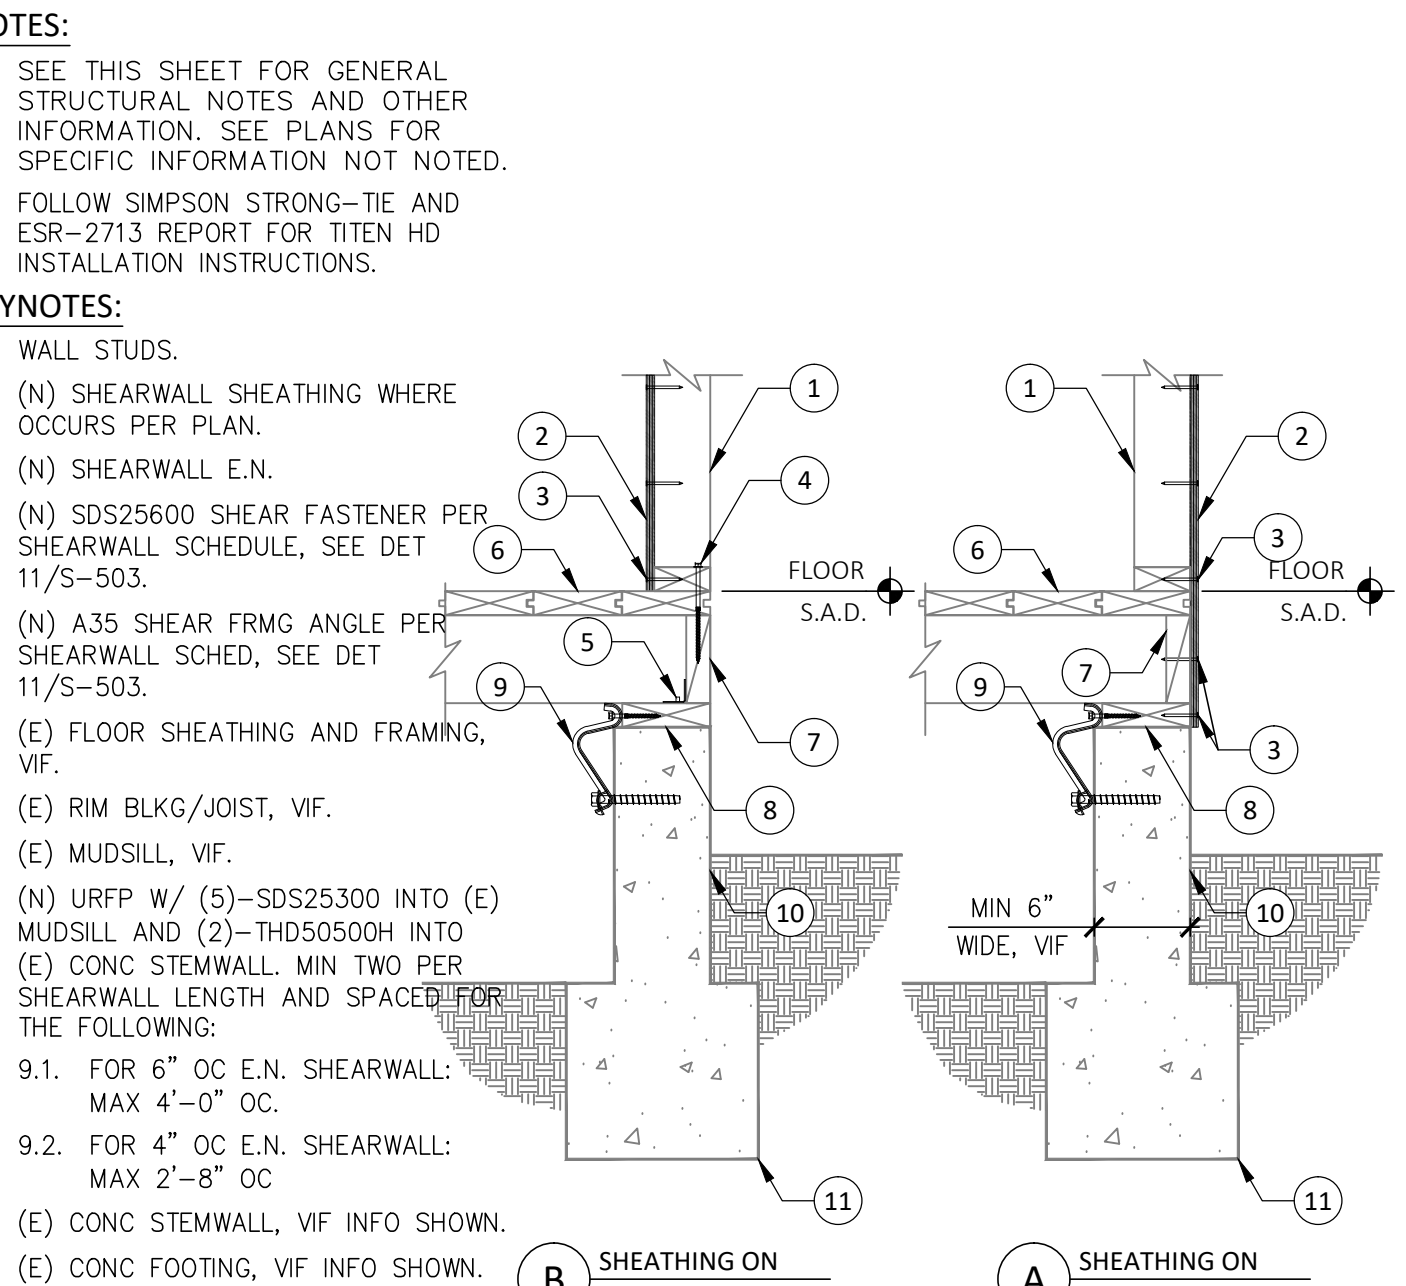 OTES:
SEE THIS SHEET FOR GENERAL
STRUCTURAL NOTES AND OTHER
INFORMATION. SEE PLANS FOR
SPECIFIC INFORMATION NOT NOTED.
FOLLOW SIMPSON STRONG-TIE AND
ESR-2713 REPORT FOR TITEN HD
INSTALLATION INSTRUCTIONS.
YNOTES:
WALL STUDS.
(N) SHEARWALL SHEATHING WHERE
OCCURS PER PLAN.
(N) SHEARWALL E.N.
(N) SDS25600 SHEAR FASTENER PER
SHEARWALL SCHEDULE, SEE DET
11/S-503.
(N) A35 SHEAR FRMG ANGLE PER
SHEARWALL SCHED, SEE DET
11/S-503.
(E) FLOOR SHEATHING AND FRAMING,
VIF.
(E) RIM BLKG/JOIST, VIF.
(E) MUDSILL, VIF.
(N) URFP W/ (5)-SDS25300 INTO (E)
MUDSILL AND (2)-THD50500H INTO
(E) CONC STEMWALL. MIN TWO PER
SHEARWALL LENGTH AND SPACED FOR
THE FOLLOWING:
9.1. FOR 6" OC E.N. SHEARWALL:
MAX 4'-0" OC.
9.2. FOR 4" OC E.N. SHEARWALL:
MAX 2'-8" OC
(E) CONC STEMWALL, VIF INFO SHOWN.
(E) CONC FOOTING, VIF INFO SHOWN.
1
2
4
3
6
FLOOR
S.A.D.
5
9
7
8
10
11
B SHEATHING ON
1
2
3
6
FLOOR
S.A.D.
7
9
3
8
MIN 6"
WIDE, VIF
10
11
A SHEATHING ON